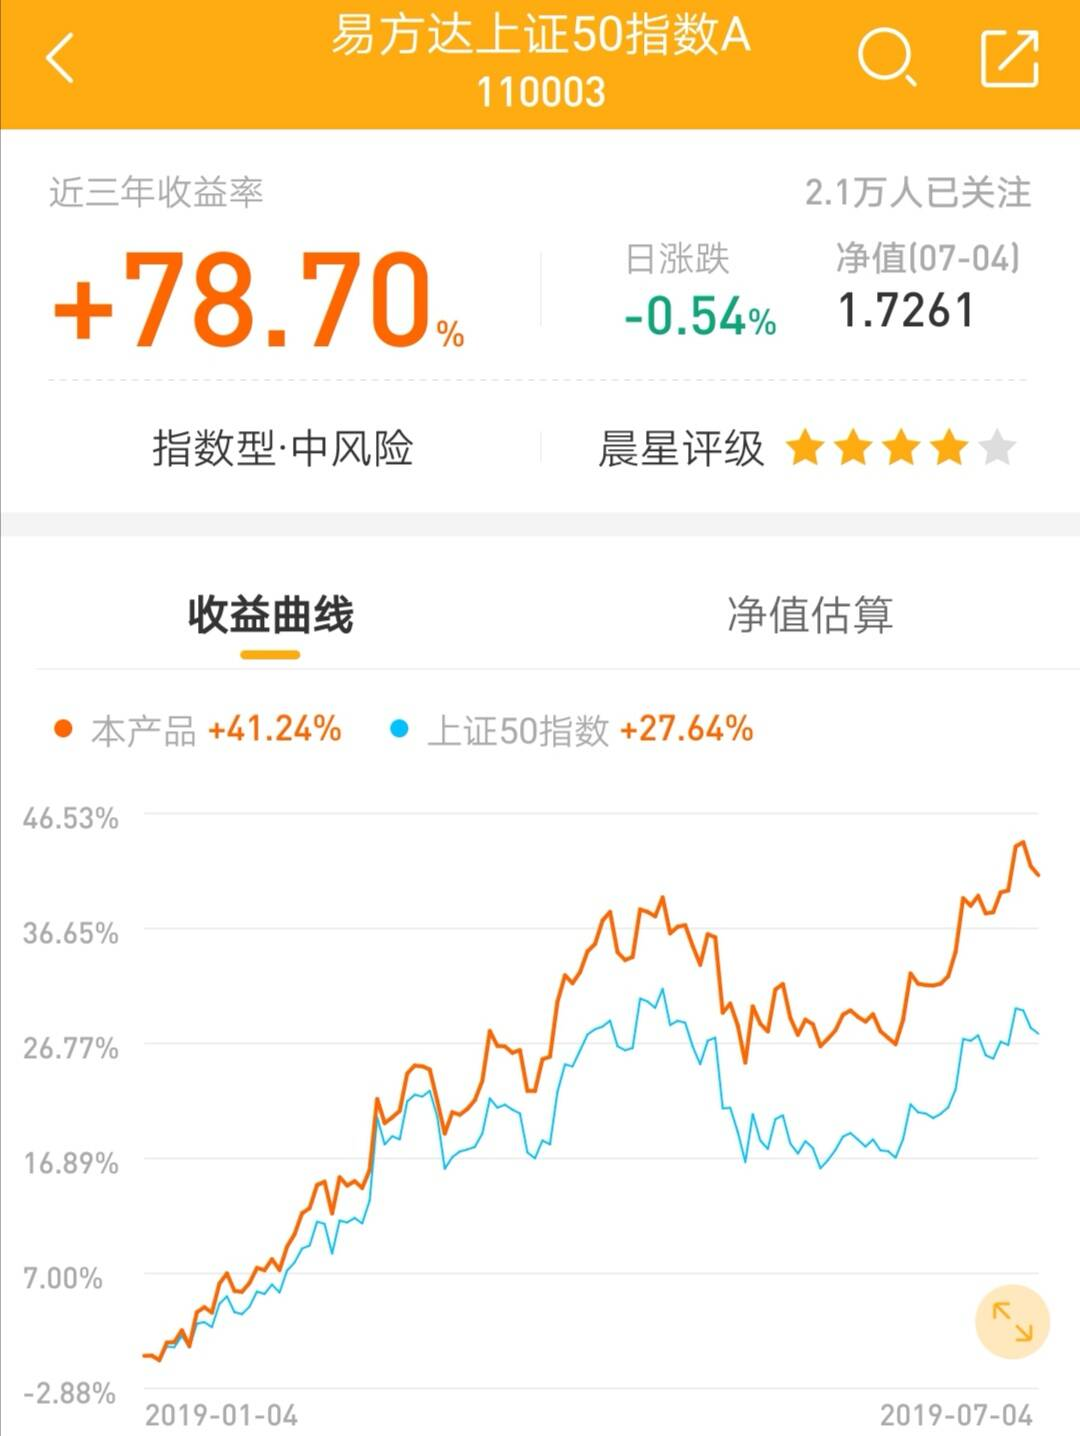 易方达上证50指数A
110003
近三年收益率
2.1万人已关注
+78.70%
日涨跌
净值(07-04)
-0.54%
1.7261
指数型·中风险
晨星评级
收益曲线
净值估算
本产品 +41.24% 上证50指数 +27.64%
46.53%
36.65%
26.77%
16.89%
7.00%
-2.88%
2019-01-04
2019-07-04